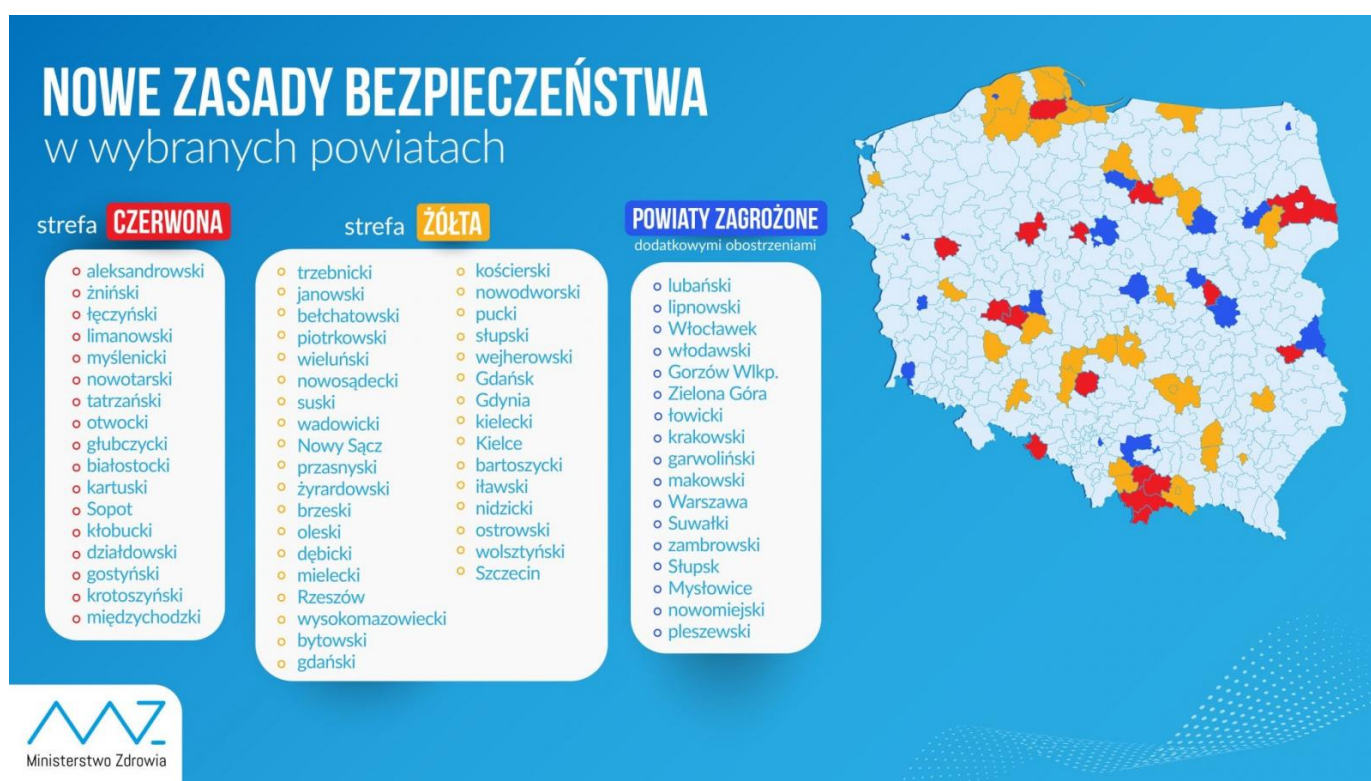 NOWE ZASADY BEZPIECZEŃSTWA
w wybranych powiatach
strefa CZERWONA
aleksandrowski
żniński
łęczyński
limanowski
myślenicki
nowotarski
tatrzański
otwocki
głubczycki
białostocki
kartuski
Sopot
kłobucki
działdowski
gostyński
krotoszyński
międzychodzki
strefa ŻÓŁTA
trzebnicki
janowski
bełchatowski
piotrkowski
wieluński
nowosądecki
suski
wadowicki
Nowy Sącz
przasnyski
żyrardowski
brzeski
oleski
dębicki
mielecki
Rzeszów
wysokomazowiecki
bytowski
gdański
kościerski
nowodworski
pucki
słupski
wejherowski
Gdańsk
Gdynia
kielecki
Kielce
bartoszycki
iławski
nidzicki
ostrowski
wolsztyński
Szczecin
POWIATY ZAGROŻONE
dodatkowymi obostrzeniami
lubański
lipnowski
Włocławek
włodawski
Gorzów Wlkp.
Zielona Góra
łowicki
krakowski
garwoliński
makowski
Warszawa
Suwałki
zambrowski
Słupsk
Mysłowice
nowomiejski
pleszewski
Ministerstwo Zdrowia